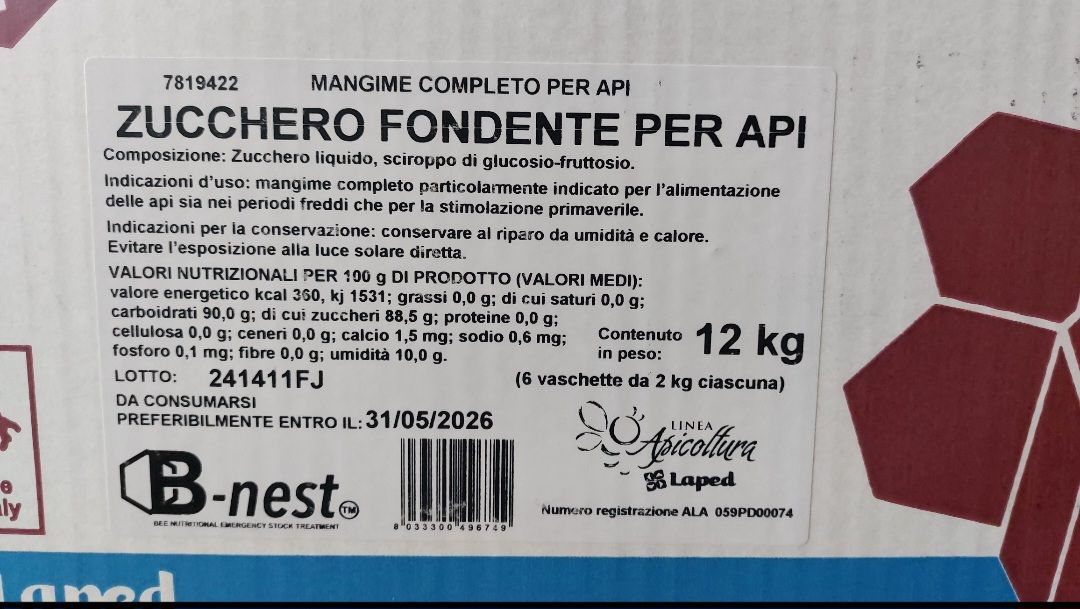 7819422 MANGIME COMPLETO PER API
ZUCCHERO FONDENTE PER API
Composizione: Zucchero liquido, sciroppo di glucosio-fruttosio.
Indicazioni d'uso: mangime completo particolarmente indicato per l'alimentazione
delle api sia nei periodi freddi che per la stimolazione primaverile.
Indicazioni per la conservazione: conservare al riparo da umidità e calore.
Evitare l'esposizione alla luce solare diretta.
VALORI NUTRIZIONALI PER 100 g DI PRODOTTO (VALORI MEDI):
valore energetico kcal 360, kj 1531; grassi 0,0 g; di cui saturi 0,0 g;
carboidrati 90,0 g; di cui zuccheri 88,5 g; proteine 0,0 g;
cellulosa 0,0 g; ceneri 0,0 g; calcio 1,5 mg; sodio 0,6 mg;
fosforo 0,1 mg; fibre 0,0 g; umidità 10,0 g.
Contenuto
in peso: 12 kg
LOTTO: 241411FJ
(6 vaschette da 2 kg ciascuna)
DA CONSUMARSI
PREFERIBILMENTE ENTRO IL: 31/05/2026
LINEA
Apicoltura
Laped
B-nest TM
BEE NUTRITIONAL EMERGENCY STOCK TREATMENT
8 033300 496749
Numero registrazione ALA 059PD00074
e
ly
Laped